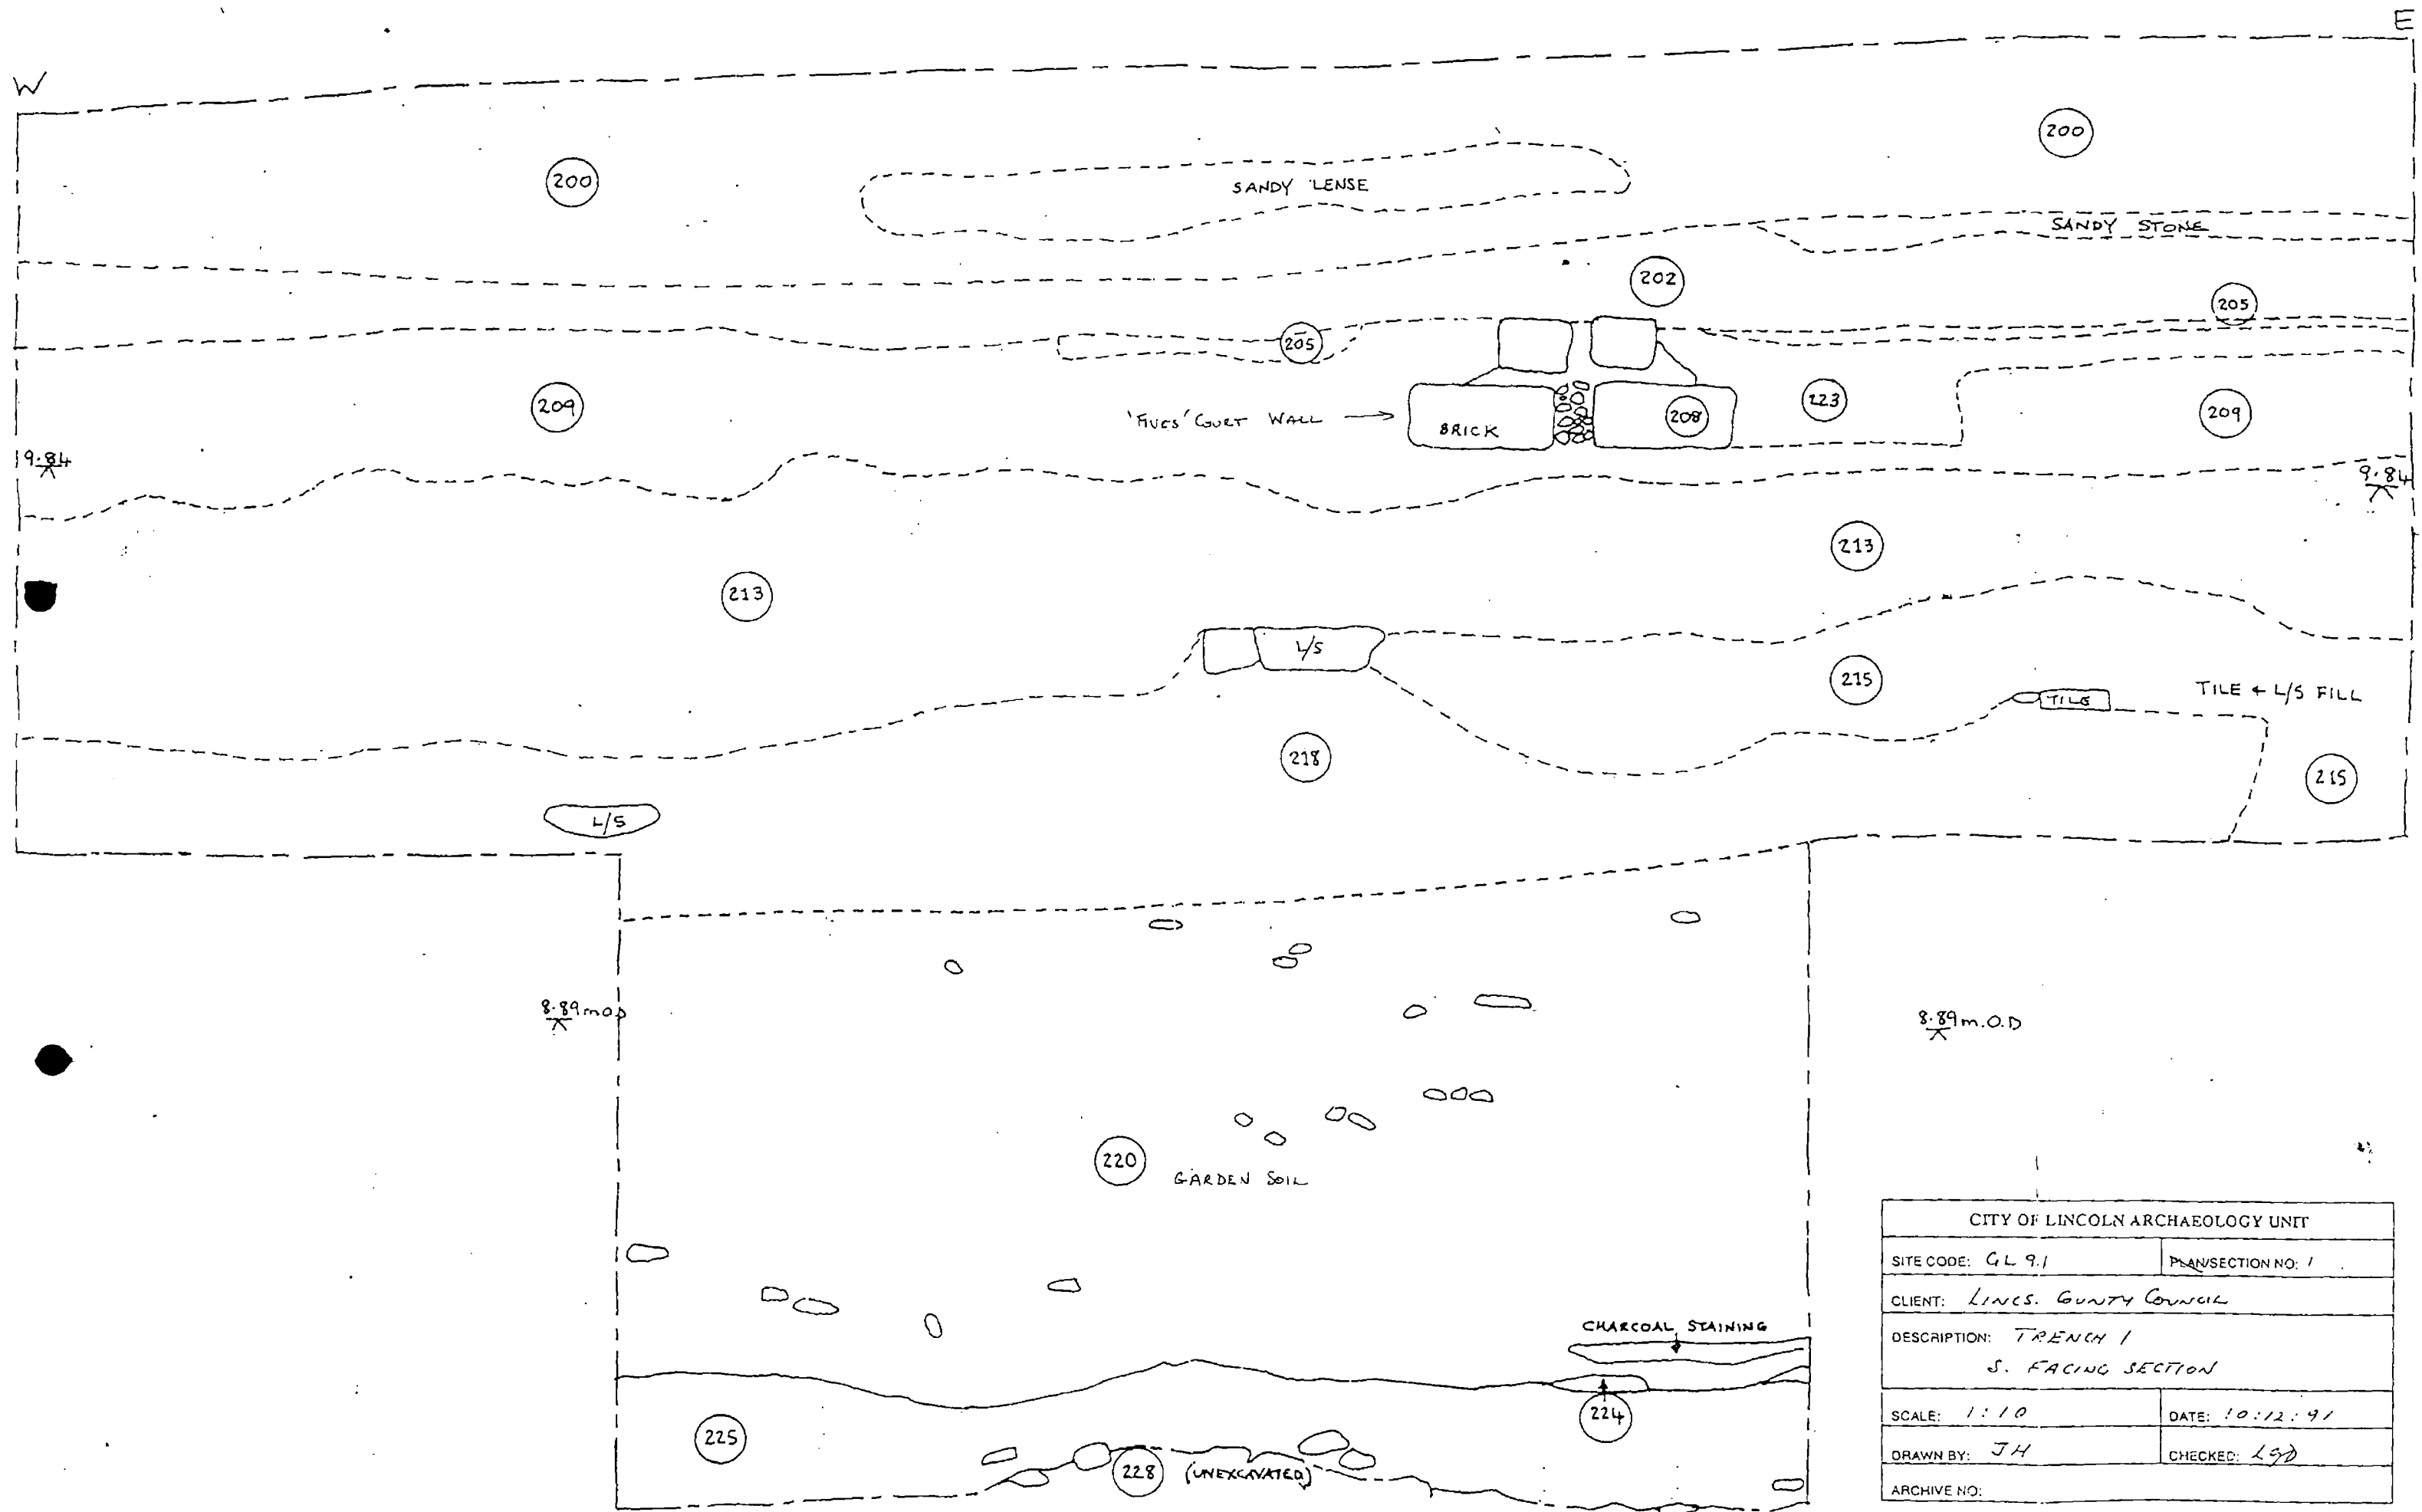 W
E
200
200
SANDY LENSE
SANDY STONE
202
205
205
209
'FIVES' COURT WALL
BRICK
208
223
209
9.84
9.84
213
213
L/S
215
TILE
TILE + L/S FILL
218
215
L/S
8.89 m O.D
8.89 m.O.D
220
GARDEN SOIL
CHARCOAL STAINING
224
225
228
(UNEXCAVATED)
CITY OF LINCOLN ARCHAEOLOGY UNIT
SITE CODE: GL 91
PLAN/SECTION NO: 1
CLIENT: LINCS. COUNTY COUNCIL
DESCRIPTION: TRENCH 1
S. FACING SECTION
SCALE: 1:10
DATE: 10:12:91
DRAWN BY: JH
CHECKED:
ARCHIVE NO: